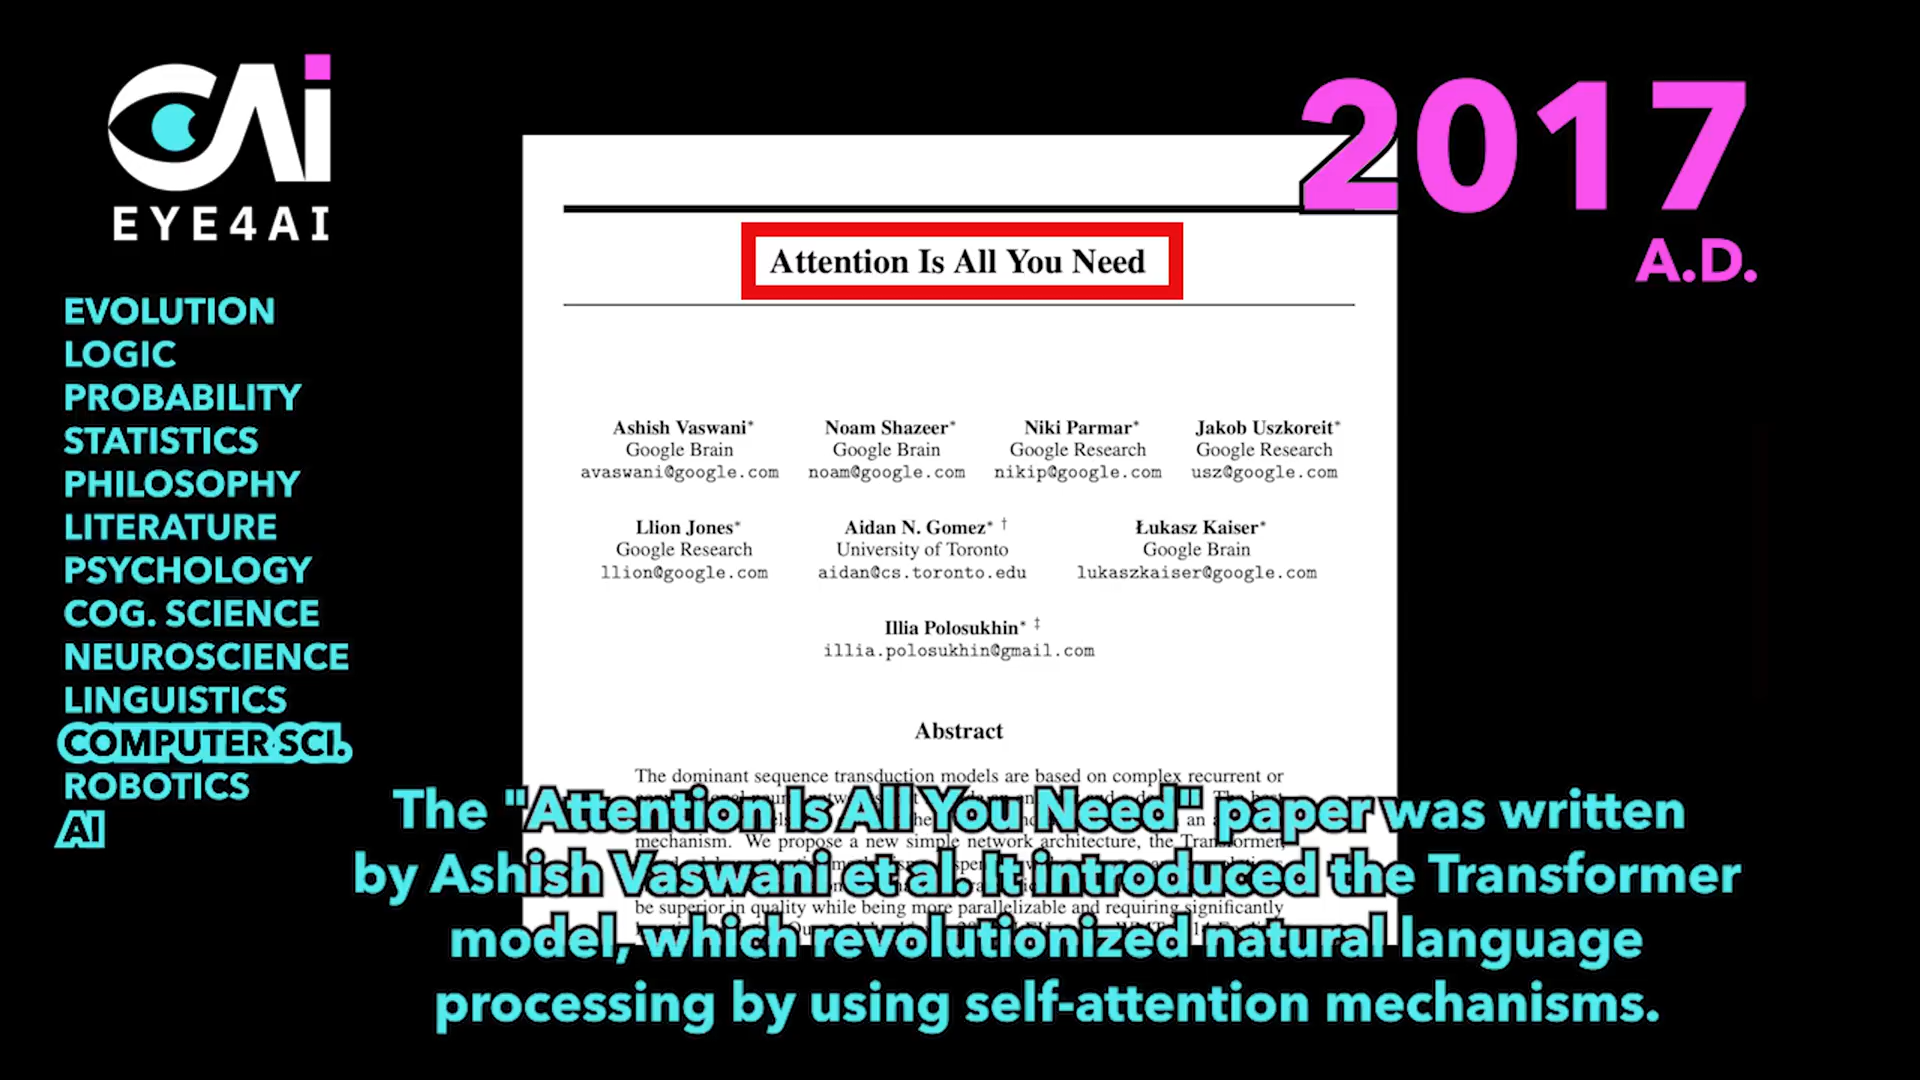 CAi
EYE4AI
2017
A.D.
EVOLUTION
LOGIC
PROBABILITY
STATISTICS
PHILOSOPHY
LITERATURE
PSYCHOLOGY
COG. SCIENCE
NEUROSCIENCE
LINGUISTICS
COMPUTER SCI.
ROBOTICS
AI
Attention Is All You Need
Ashish Vaswani* Noam Shazeer* Niki Parmar* Jakob Uszkoreit*
Google Brain Google Brain Google Research Google Research
avaswani@google.com noam@google.com nikip@google.com usz@google.com
Llion Jones* Aidan N. Gomez* † Łukasz Kaiser*
Google Research University of Toronto Google Brain
llion@google.com aidan@cs.toronto.edu lukaszkaiser@google.com
Illia Polosukhin* ‡
illia.polosukhin@gmail.com
Abstract
The dominant sequence transduction models are based on complex recurrent or
mechanism. We propose a new simple network architecture, the Transformer,
be superior in quality while being more parallelizable and requiring significantly
The "Attention Is All You Need" paper was written
by Ashish Vaswani et al. It introduced the Transformer
model, which revolutionized natural language
processing by using self-attention mechanisms.